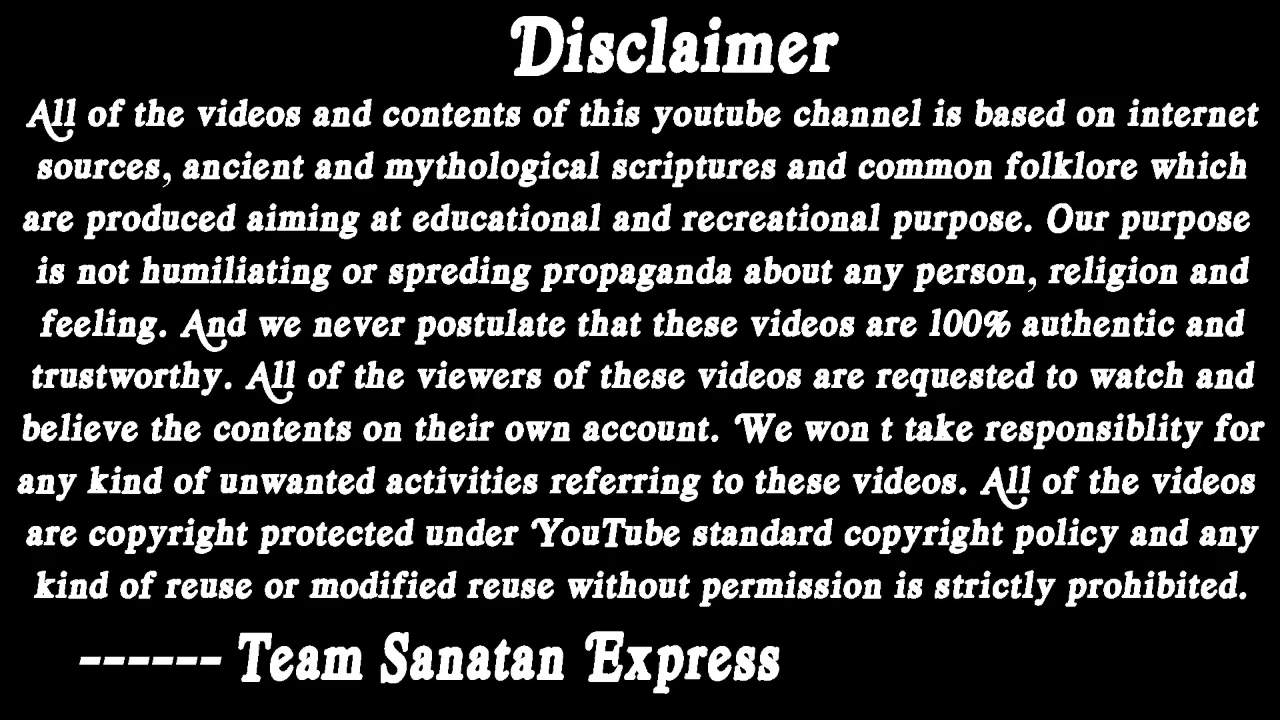 Disclaimer
All of the videos and contents of this youtube channel is based on internet
sources, ancient and mythological scriptures and common folklore which
are produced aiming at educational and recreational purpose. Our purpose
is not humiliating or spreding propaganda about any person, religion and
feeling. And we never postulate that these videos are 100% authentic and
trustworthy. All of the viewers of these videos are requested to watch and
believe the contents on their own account. We won t take responsiblity for
any kind of unwanted activities referring to these videos. All of the videos
are copyright protected under YouTube standard copyright policy and any
kind of reuse or modified reuse without permission is strictly prohibited.
------ Team Sanatan Express